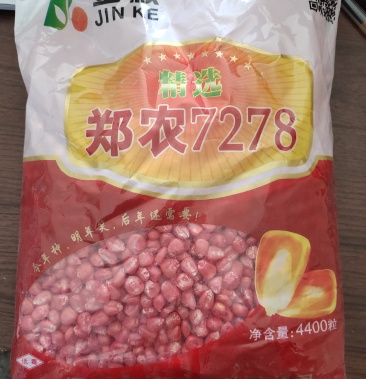 JIN KE
精选
郑农7278
今年种,明年买,后年继需要!
净含量:4400粒